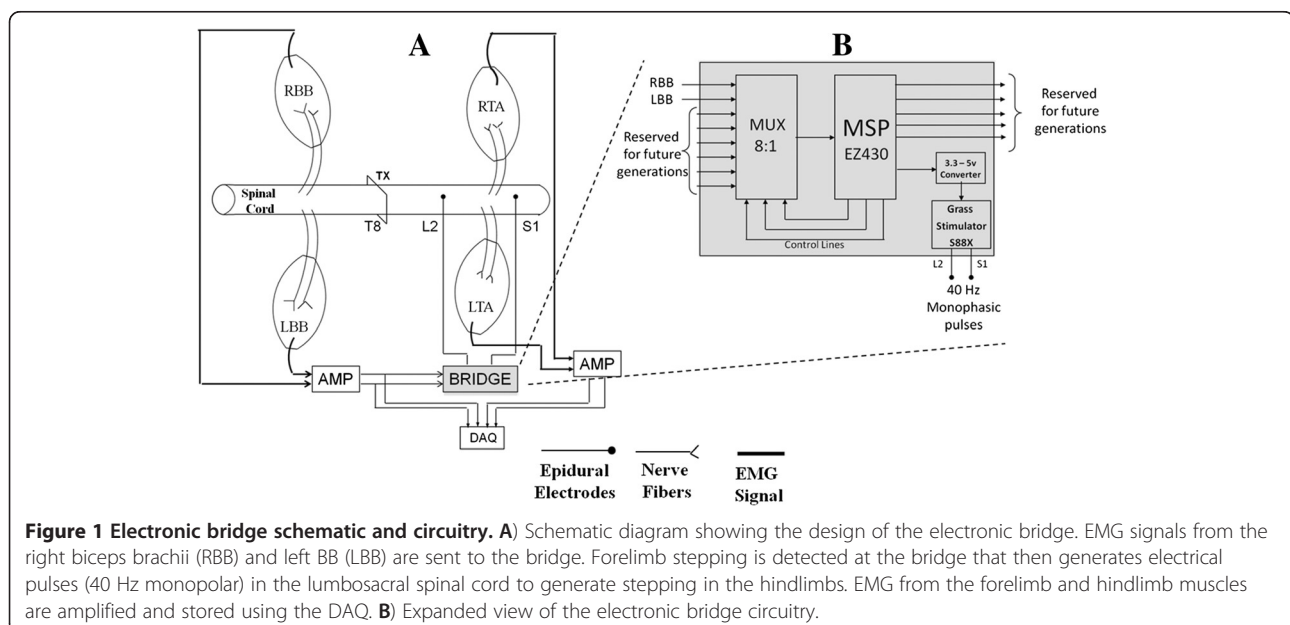 A
B
RBB
RTA
TX
Spinal
Cord
T8
L2
S1
LBB
LTA
AMP
BRIDGE
AMP
DAQ
Epidural
Electrodes
Nerve
Fibers
EMG
Signal
RBB
LBB
Reserved
for future
generations
MUX
8:1
MSP
EZ430
Control Lines
Reserved
for future
generations
3.3 – 5v
Converter
Grass
Stimulator
S88X
L2
S1
40 Hz
Monophasic
pulses
Figure 1 Electronic bridge schematic and circuitry. A) Schematic diagram showing the design of the electronic bridge. EMG signals from the
right biceps brachii (RBB) and left BB (LBB) are sent to the bridge. Forelimb stepping is detected at the bridge that then generates electrical
pulses (40 Hz monopolar) in the lumbosacral spinal cord to generate stepping in the hindlimbs. EMG from the forelimb and hindlimb muscles
are amplified and stored using the DAQ. B) Expanded view of the electronic bridge circuitry.